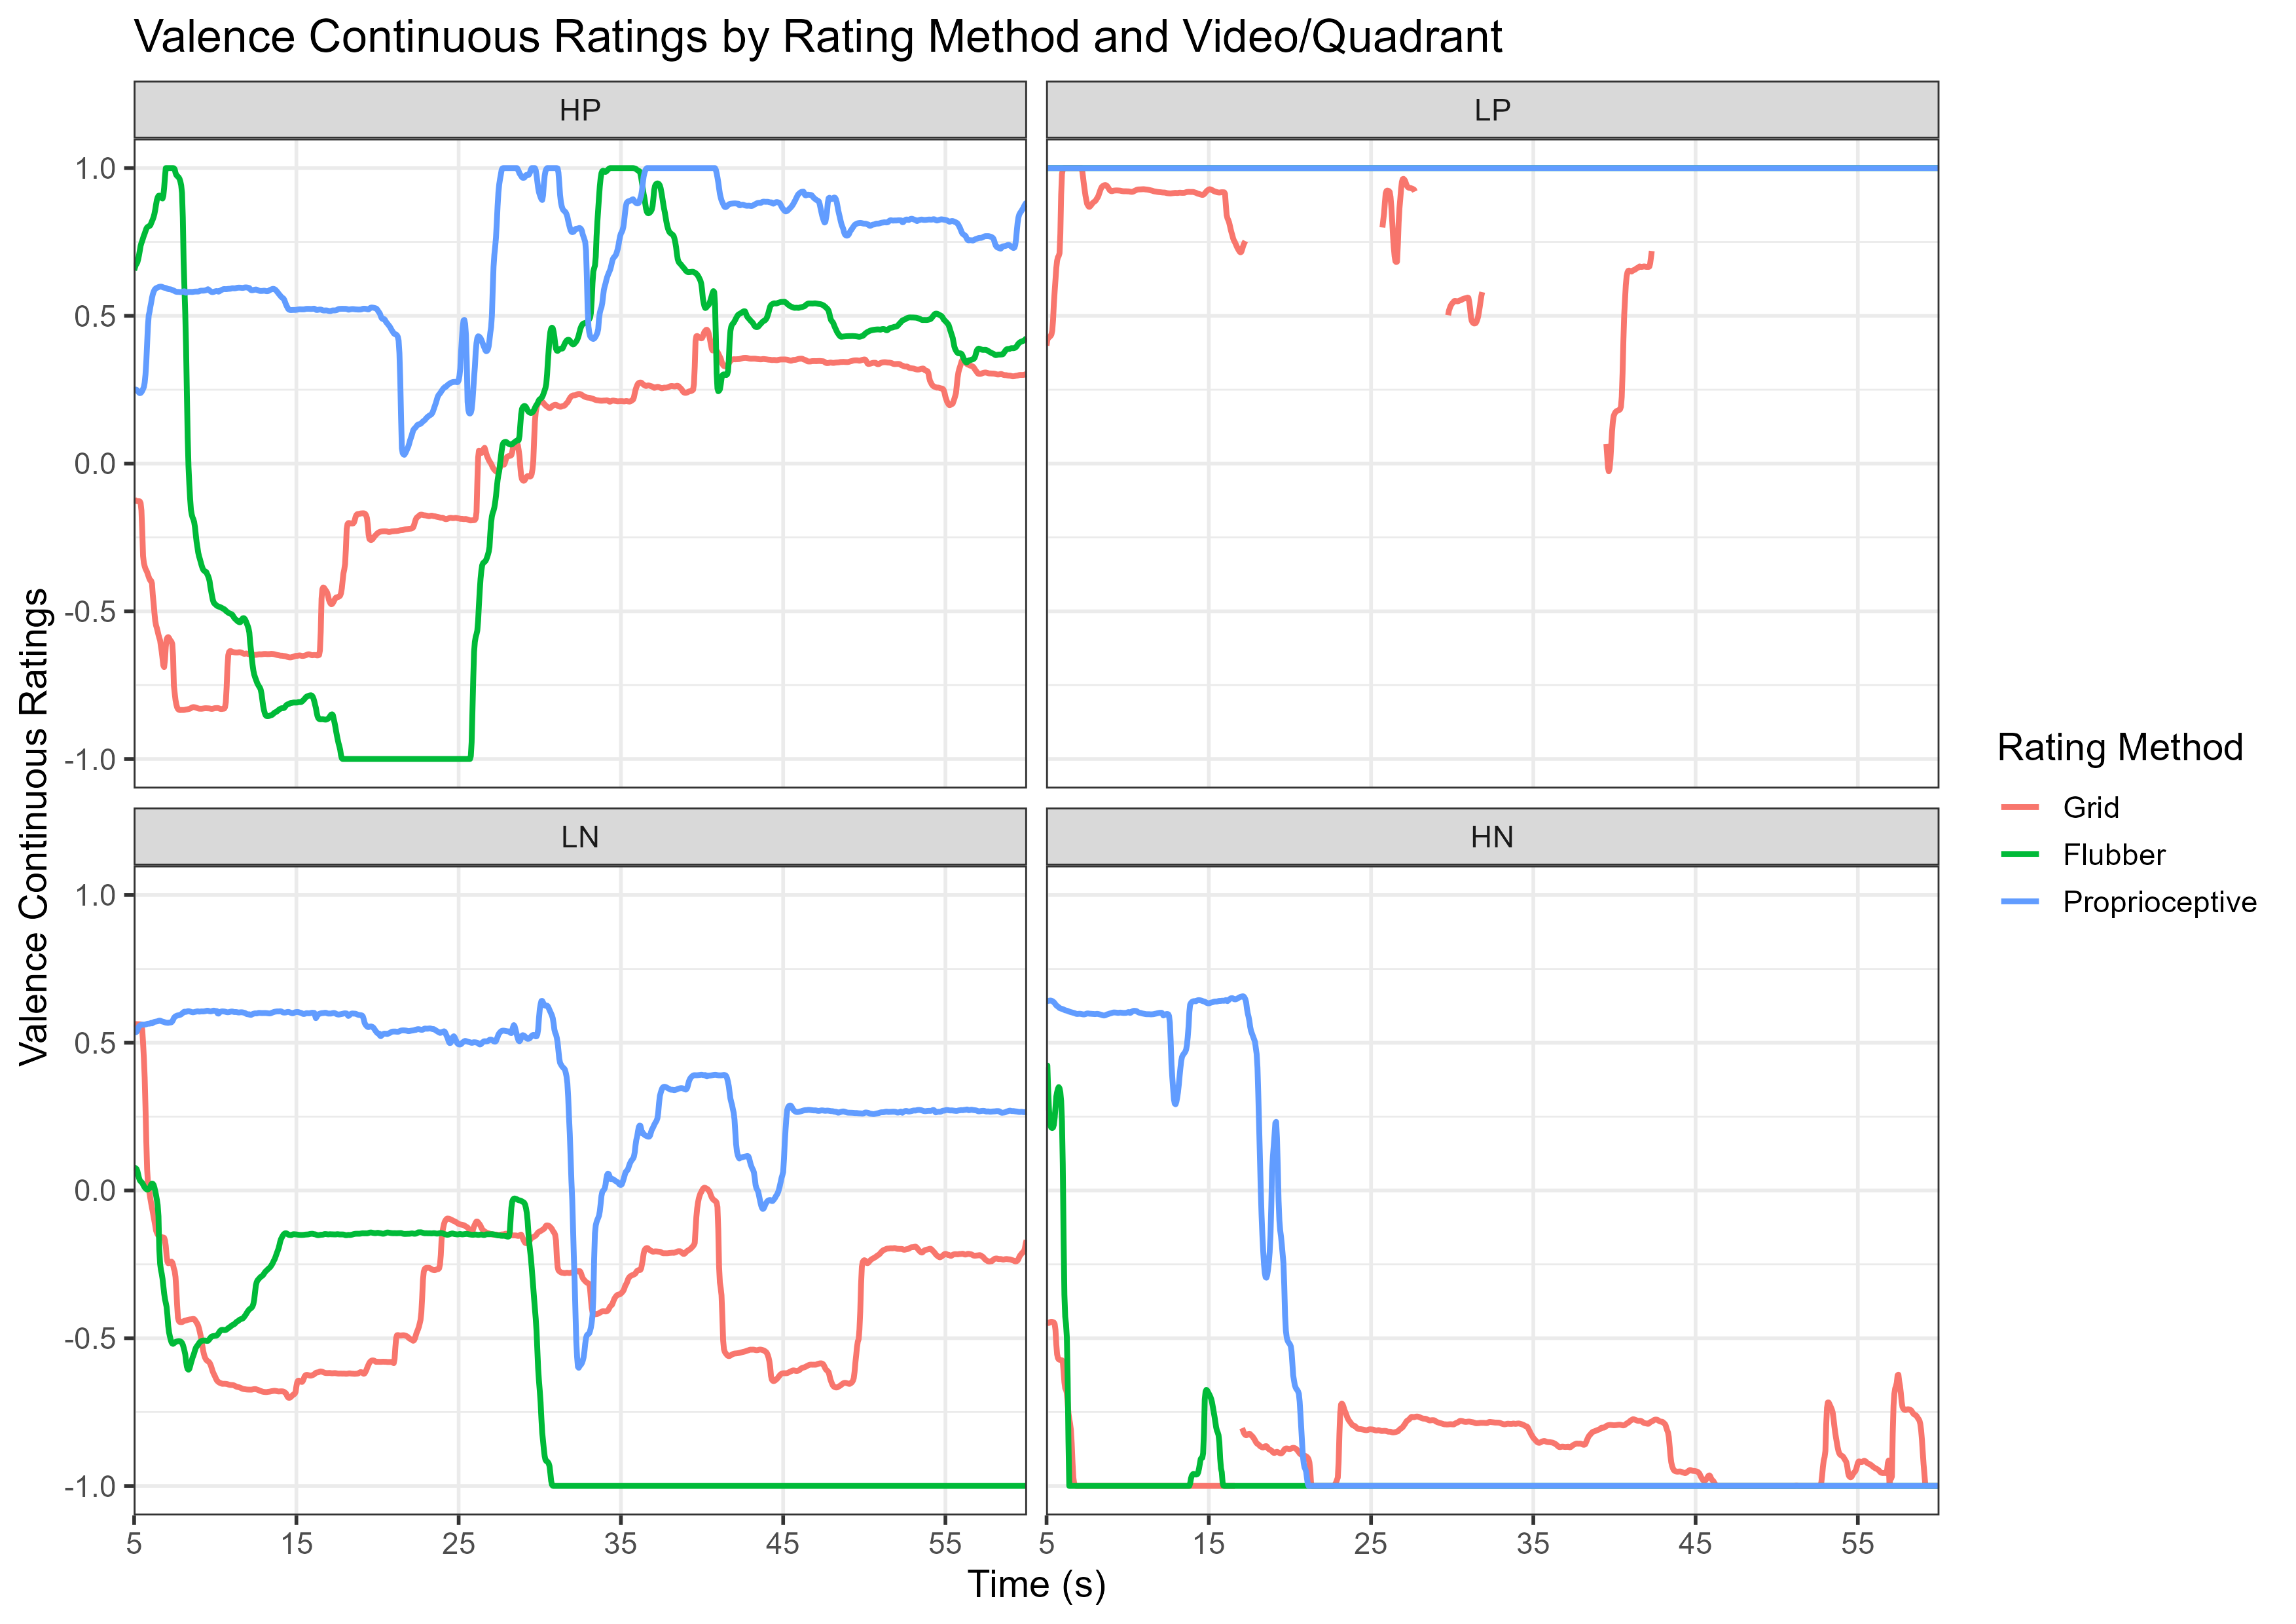 Valence Continuous Ratings by Rating Method and Video/Quadrant
HP
LP
1.0
0.5
0.0
-0.5
-1.0
LN
HN
1.0
0.5
0.0
-0.5
-1.0
5 15 25 35 45 55
5 15 25 35 45 55
Time (s)
Valence Continuous Ratings
Rating Method
Grid
Flubber
Proprioceptive